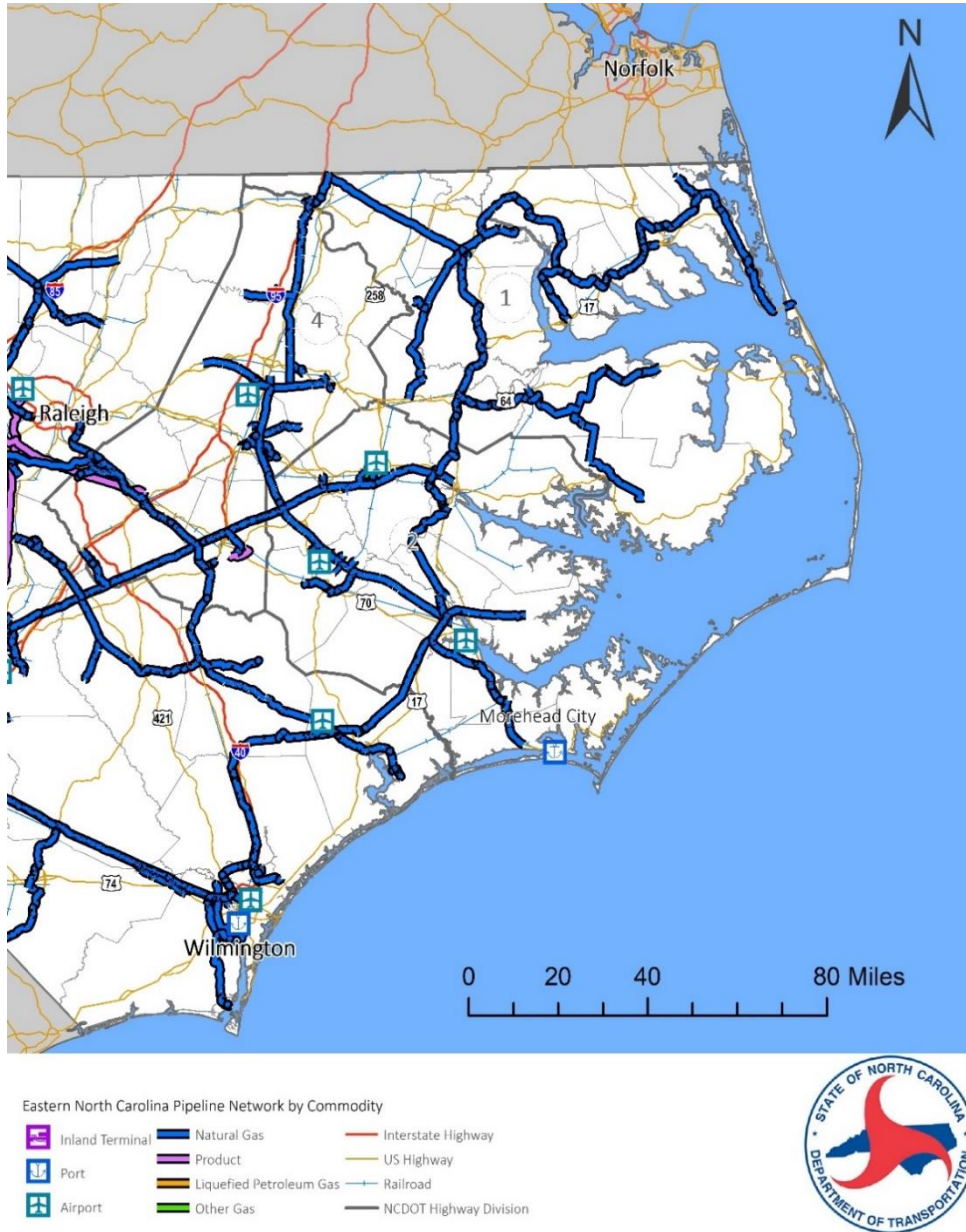 N
Norfolk
85
95
258
1
17
4
Raleigh
64
2
70
17
Morehead City
421
40
74
Wilmington
0 20 40 80 Miles
Eastern North Carolina Pipeline Network by Commodity
Inland Terminal
Port
Airport
Natural Gas
Product
Liquefied Petroleum Gas
Other Gas
Interstate Highway
US Highway
Railroad
NCDOT Highway Division
STATE OF NORTH CAROLINA
DEPARTMENT OF TRANSPORTATION